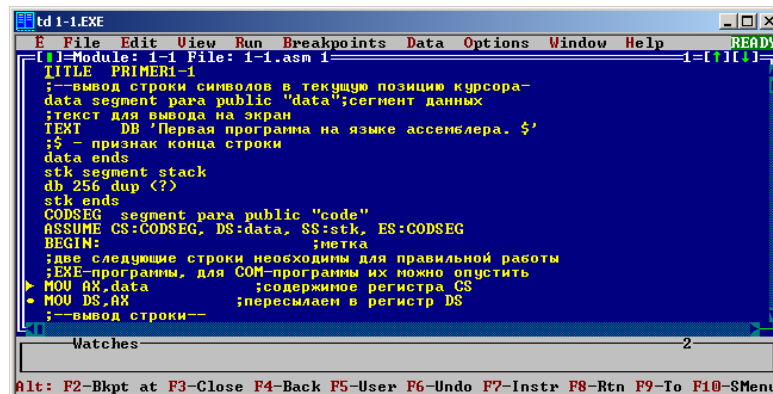 td 1-1.EXE
E File Edit View Run Breakpoints Data Options Window Help READY
[■]=Module: 1-1 File: 1-1.asm 1 1=[↑][↓]
TITLE PRIMER1-1
;--вывод строки символов в текущую позицию курсора-
data segment para public "data";сегмент данных
;текст для вывода на экран
TEXT DB 'Первая программа на языке ассемблера. $'
;$ - признак конца строки
data ends
stk segment stack
db 256 dup (?)
stk ends
CODSEG segment para public "code"
ASSUME CS:CODSEG, DS:data, SS:stk, ES:CODSEG
BEGIN: ;метка
;две следующие строки необходимы для правильной работы
;EXE-программы, для COM-программы их можно опустить
MOV AX,data ;содержимое регистра CS
MOV DS,AX ;пересылаем в регистр DS
;--вывод строки--
Watches 2
Alt: F2-Bkpt at F3-Close F4-Back F5-User F6-Undo F7-Instr F8-Rtn F9-To F10-SMenu